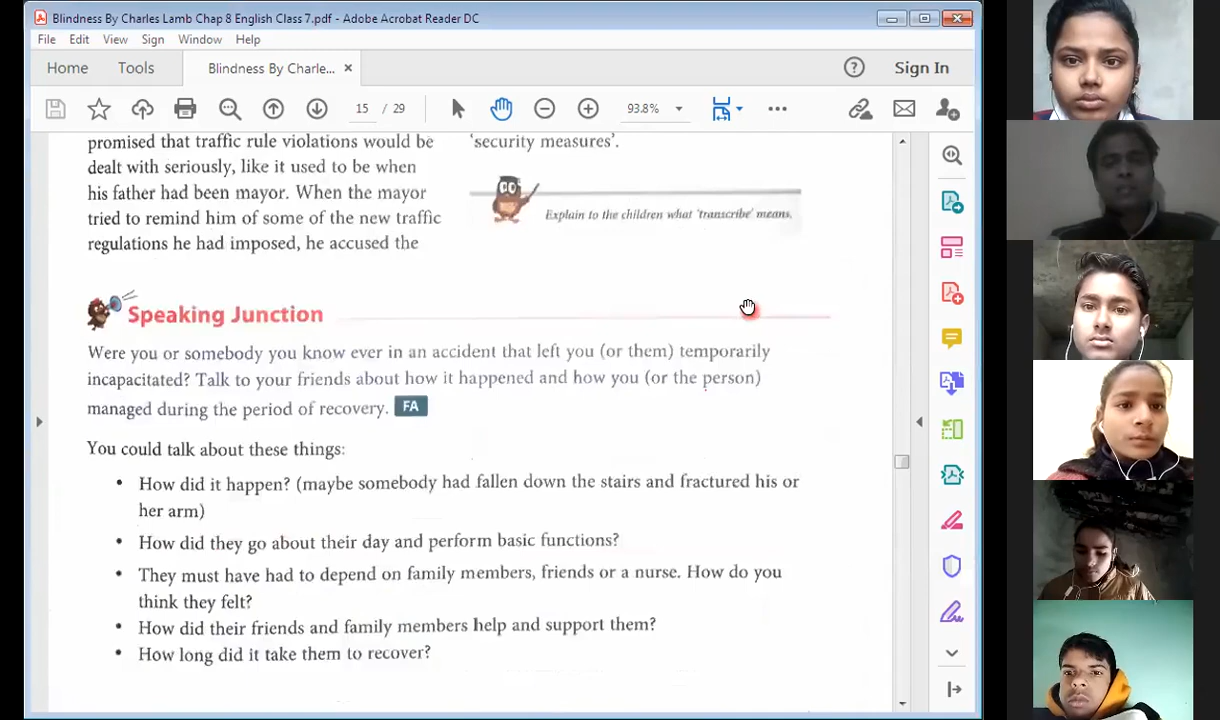 Blindness By Charles Lamb Chap 8 English Class 7.pdf - Adobe Acrobat Reader DC
File Edit View Sign Window Help
Home Tools Blindness By Charle... Sign In
15 / 29 93.8%
promised that traffic rule violations would be
dealt with seriously, like it used to be when
his father had been mayor. When the mayor
tried to remind him of some of the new traffic
regulations he had imposed, he accused the
'security measures'.
Explain to the children what 'transcribe' means.
Speaking Junction
Were you or somebody you know ever in an accident that left you (or them) temporarily
incapacitated? Talk to your friends about how it happened and how you (or the person)
managed during the period of recovery. FA
You could talk about these things:
• How did it happen? (maybe somebody had fallen down the stairs and fractured his or
her arm)
• How did they go about their day and perform basic functions?
• They must have had to depend on family members, friends or a nurse. How do you
think they felt?
• How did their friends and family members help and support them?
• How long did it take them to recover?